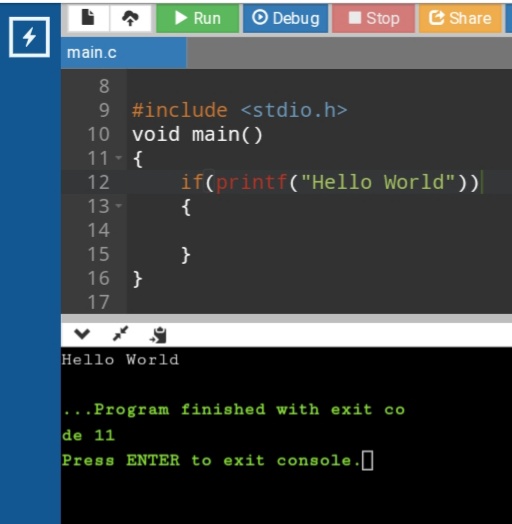 Run Debug Stop Share
main.c
8
9 #include <stdio.h>
10 void main()
11 {
12 if(printf("Hello World"))
13 {
14
15 }
16 }
17
Hello World
...Program finished with exit co
de 11
Press ENTER to exit console.